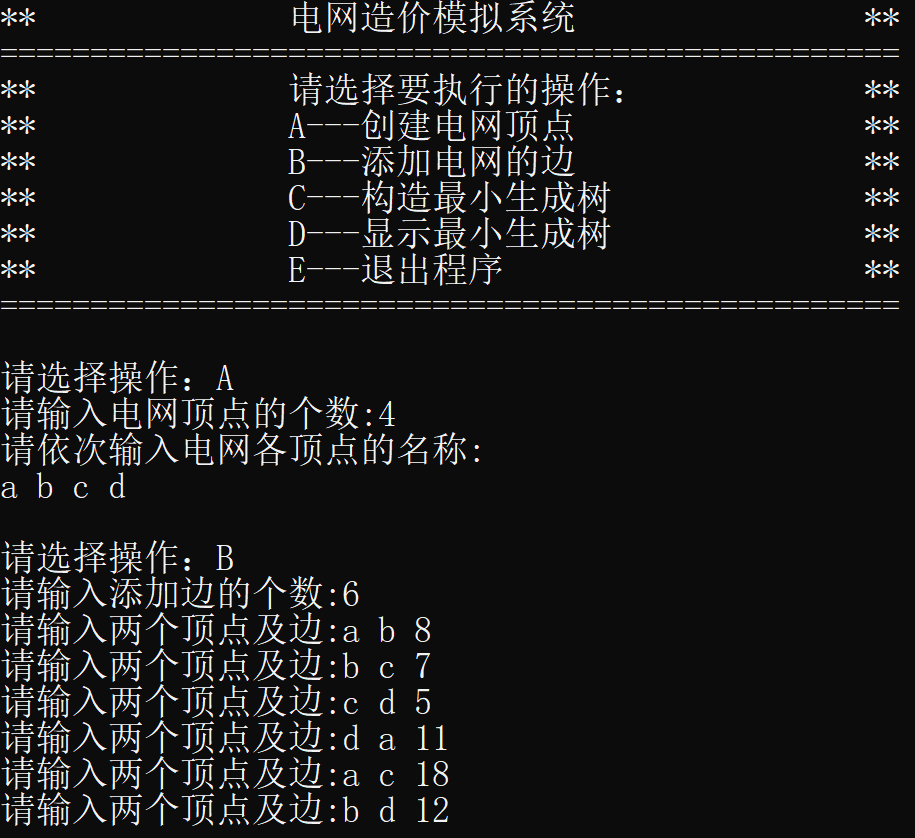 **              电网造价模拟系统                **
==================================================
**              请选择要执行的操作：             **
**              A---创建电网顶点                **
**              B---添加电网的边                **
**              C---构造最小生成树              **
**              D---显示最小生成树              **
**              E---退出程序                    **
==================================================
请选择操作：A
请输入电网顶点的个数:4
请依次输入电网各顶点的名称:
a b c d
请选择操作：B
请输入添加边的个数:6
请输入两个顶点及边:a b 8
请输入两个顶点及边:b c 7
请输入两个顶点及边:c d 5
请输入两个顶点及边:d a 11
请输入两个顶点及边:a c 18
请输入两个顶点及边:b d 12